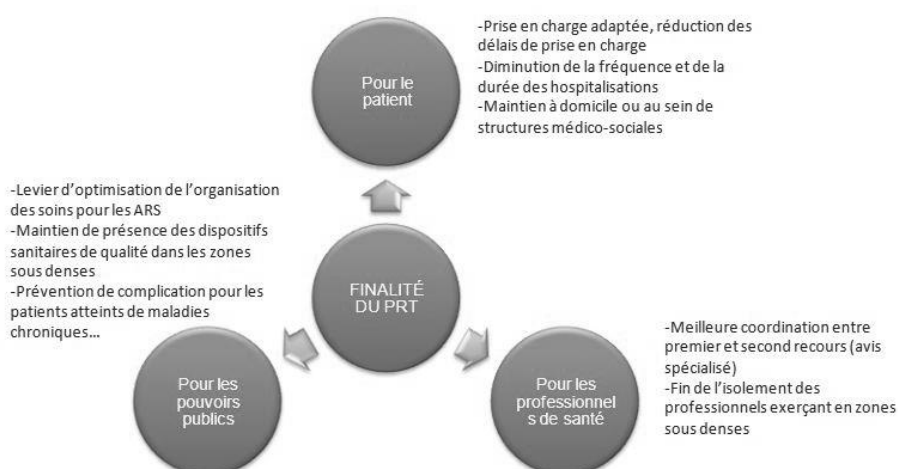 -Prise en charge adaptée, réduction des
délais de prise en charge
-Diminution de la fréquence et de la
durée des hospitalisations
-Maintien à domicile ou au sein de
structures médico-sociales
Pour le
patient
-Levier d’optimisation de l’organisation
des soins pour les ARS
-Maintien de présence des dispositifs
sanitaires de qualité dans les zones
sous denses
-Prévention de complication pour les
patients atteints de maladies
chroniques…
FINALITÉ
DU PRT
Pour les
pouvoirs
publics
Pour les
professionnel
s de santé
-Meilleure coordination entre
premier et second recours (avis
spécialisé)
-Fin de l’isolement des
professionnels exerçant en zones
sous denses